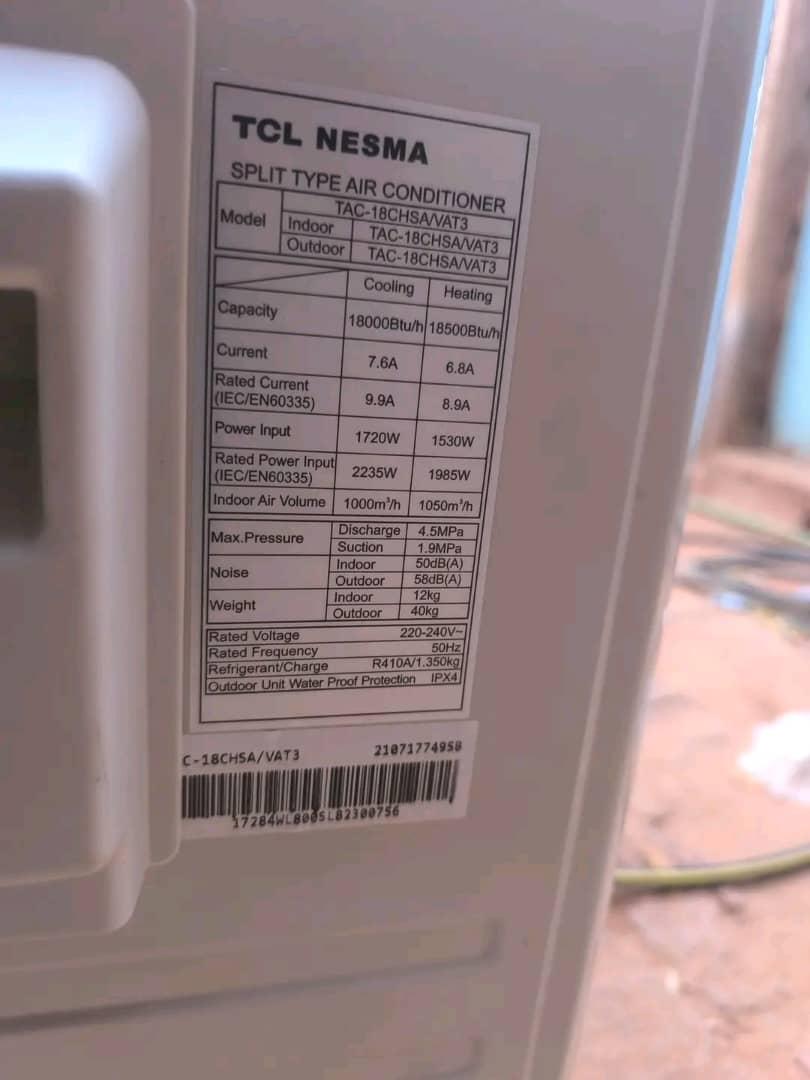 TCL NESMA
SPLIT TYPE AIR CONDITIONER
Model TAC-18CHSA/VAT3
Indoor TAC-18CHSA/VAT3
Outdoor TAC-18CHSA/VAT3
Cooling Heating
Capacity 18000Btu/h 18500Btu/h
Current 7.6A 6.8A
Rated Current (IEC/EN60335) 9.9A 8.9A
Power Input 1720W 1530W
Rated Power Input (IEC/EN60335) 2235W 1985W
Indoor Air Volume 1000m³/h 1050m³/h
Max.Pressure Discharge 4.5MPa
Suction 1.9MPa
Noise Indoor 50dB(A)
Outdoor 58dB(A)
Weight Indoor 12kg
Outdoor 40kg
Rated Voltage 220-240V~
Rated Frequency 50Hz
Refrigerant/Charge R410A/1.350kg
Outdoor Unit Water Proof Protection IPX4
C-18CHSA/VAT3 21071774958
17284WL800SL82300756